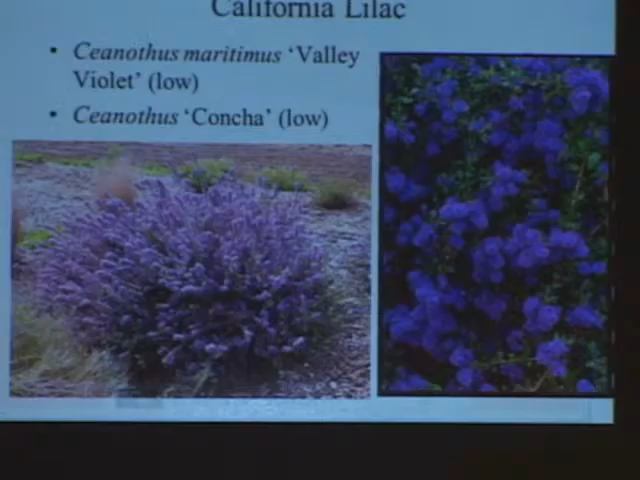 California Lilac
• Ceanothus maritimus ‘Valley
Violet’ (low)
• Ceanothus ‘Concha’ (low)